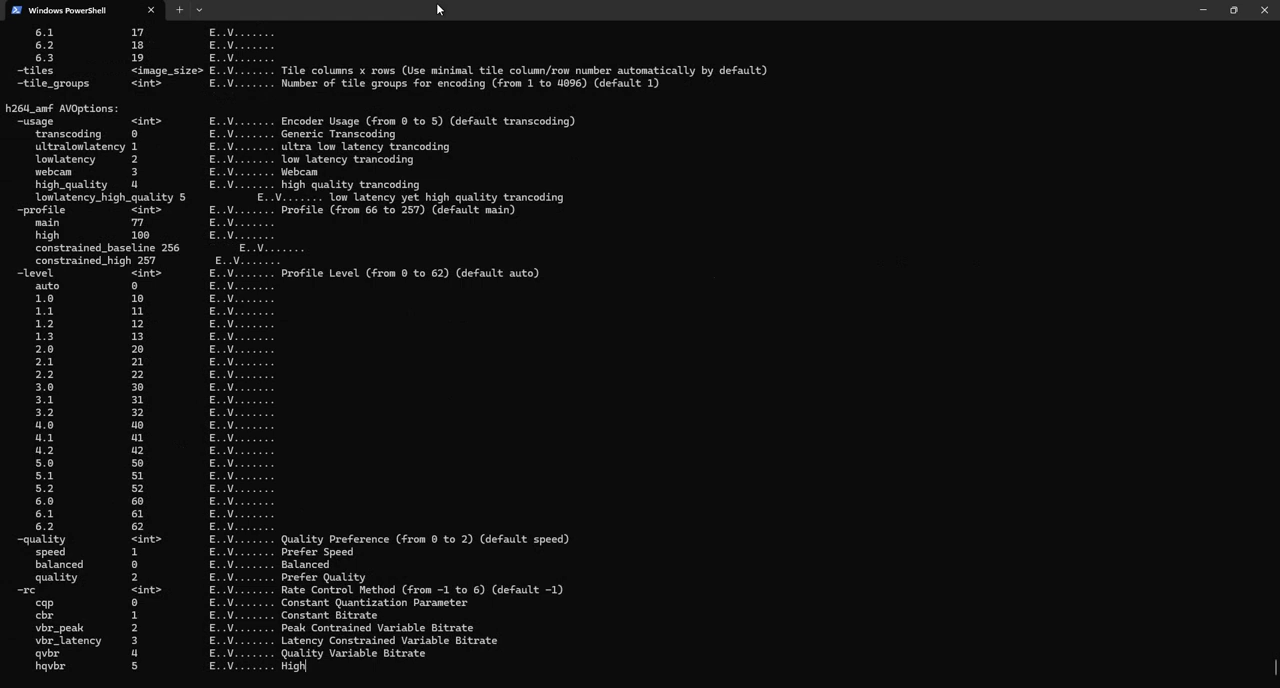 Windows PowerShell
6.1 17 E..V.......
6.2 18 E..V.......
6.3 19 E..V.......
-tiles <image_size> E..V....... Tile columns x rows (Use minimal tile column/row number automatically by default)
-tile_groups <int> E..V....... Number of tile groups for encoding (from 1 to 4096) (default 1)
h264_amf AVOptions:
-usage <int> E..V....... Encoder Usage (from 0 to 5) (default transcoding)
transcoding 0 E..V....... Generic Transcoding
ultralowlatency 1 E..V....... ultra low latency trancoding
lowlatency 2 E..V....... low latency trancoding
webcam 3 E..V....... Webcam
high_quality 4 E..V....... high quality trancoding
lowlatency_high_quality 5 E..V....... low latency yet high quality trancoding
-profile <int> E..V....... Profile (from 66 to 257) (default main)
main 77 E..V.......
high 100 E..V.......
constrained_baseline 256 E..V.......
constrained_high 257 E..V.......
-level <int> E..V....... Profile Level (from 0 to 62) (default auto)
auto 0 E..V.......
1.0 10 E..V.......
1.1 11 E..V.......
1.2 12 E..V.......
1.3 13 E..V.......
2.0 20 E..V.......
2.1 21 E..V.......
2.2 22 E..V.......
3.0 30 E..V.......
3.1 31 E..V.......
3.2 32 E..V.......
4.0 40 E..V.......
4.1 41 E..V.......
4.2 42 E..V.......
5.0 50 E..V.......
5.1 51 E..V.......
5.2 52 E..V.......
6.0 60 E..V.......
6.1 61 E..V.......
6.2 62 E..V.......
-quality <int> E..V....... Quality Preference (from 0 to 2) (default speed)
speed 1 E..V....... Prefer Speed
balanced 0 E..V....... Balanced
quality 2 E..V....... Prefer Quality
-rc <int> E..V....... Rate Control Method (from -1 to 6) (default -1)
cqp 0 E..V....... Constant Quantization Parameter
cbr 1 E..V....... Constant Bitrate
vbr_peak 2 E..V....... Peak Contrained Variable Bitrate
vbr_latency 3 E..V....... Latency Constrained Variable Bitrate
qvbr 4 E..V....... Quality Variable Bitrate
hqvbr 5 E..V....... High